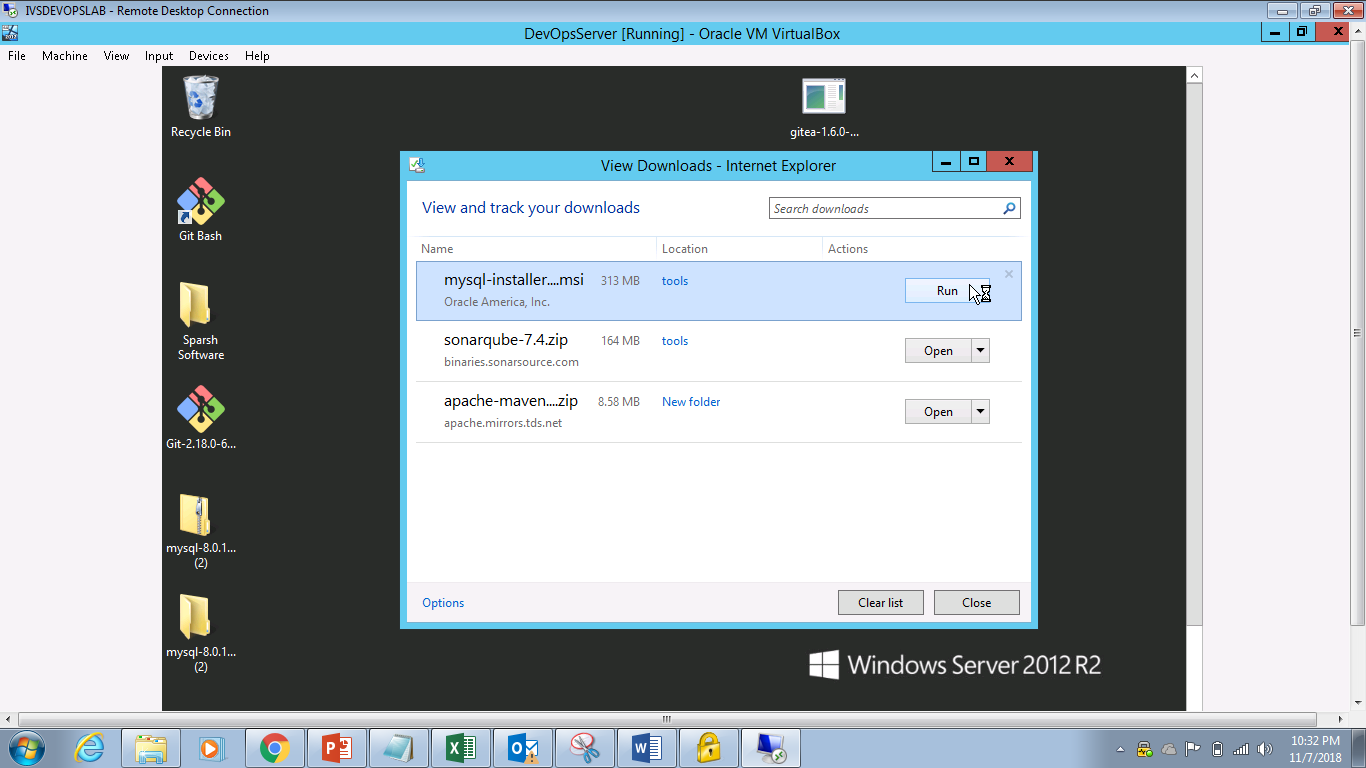 IVSDEVOPSLAB - Remote Desktop Connection
DevOpsServer [Running] - Oracle VM VirtualBox
File Machine View Input Devices Help
Recycle Bin
gitea-1.6.0-...
Git Bash
Sparsh
Software
Git-2.18.0-6...
mysql-8.0.1...
(2)
mysql-8.0.1...
(2)
View Downloads - Internet Explorer
View and track your downloads
Search downloads
Name Location Actions
mysql-installer....msi 313 MB tools Run
Oracle America, Inc.
sonarqube-7.4.zip 164 MB tools Open
binaries.sonarsource.com
apache-maven....zip 8.58 MB New folder Open
apache.mirrors.tds.net
Options Clear list Close
Windows Server 2012 R2
10:32 PM
11/7/2018